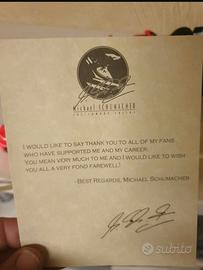 Michael Schumacher
I would like to say thank you to all of my fans
who have supported me and my career.
You mean very much to me and I would like to wish
you all a very fond farewell!
-Best Regards, Michael Schumacher
subito